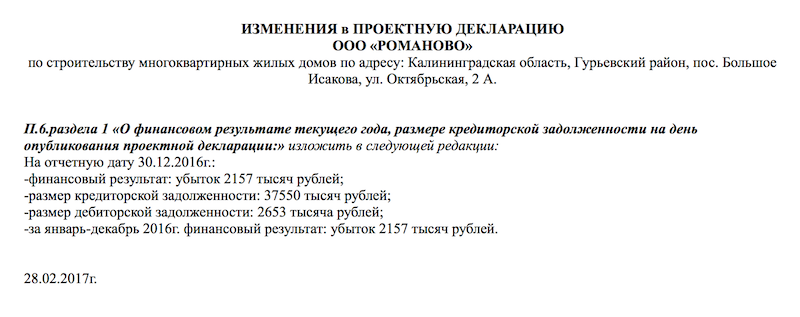 ИЗМЕНЕНИЯ в ПРОЕКТНУЮ ДЕКЛАРАЦИЮ
ООО «РОМАНОВО»
по строительству многоквартирных жилых домов по адресу: Калининградская область, Гурьевский район, пос. Большое
Исакова, ул. Октябрьская, 2 А.
П.6.раздела 1 «О финансовом результате текущего года, размере кредиторской задолженности на день
опубликования проектной декларации:» изложить в следующей редакции:
На отчетную дату 30.12.2016г.:
-финансовый результат: убыток 2157 тысяч рублей;
-размер кредиторской задолженности: 37550 тысяч рублей;
-размер дебиторской задолженности: 2653 тысяча рублей;
-за январь-декабрь 2016г. финансовый результат: убыток 2157 тысяч рублей.
28.02.2017г.